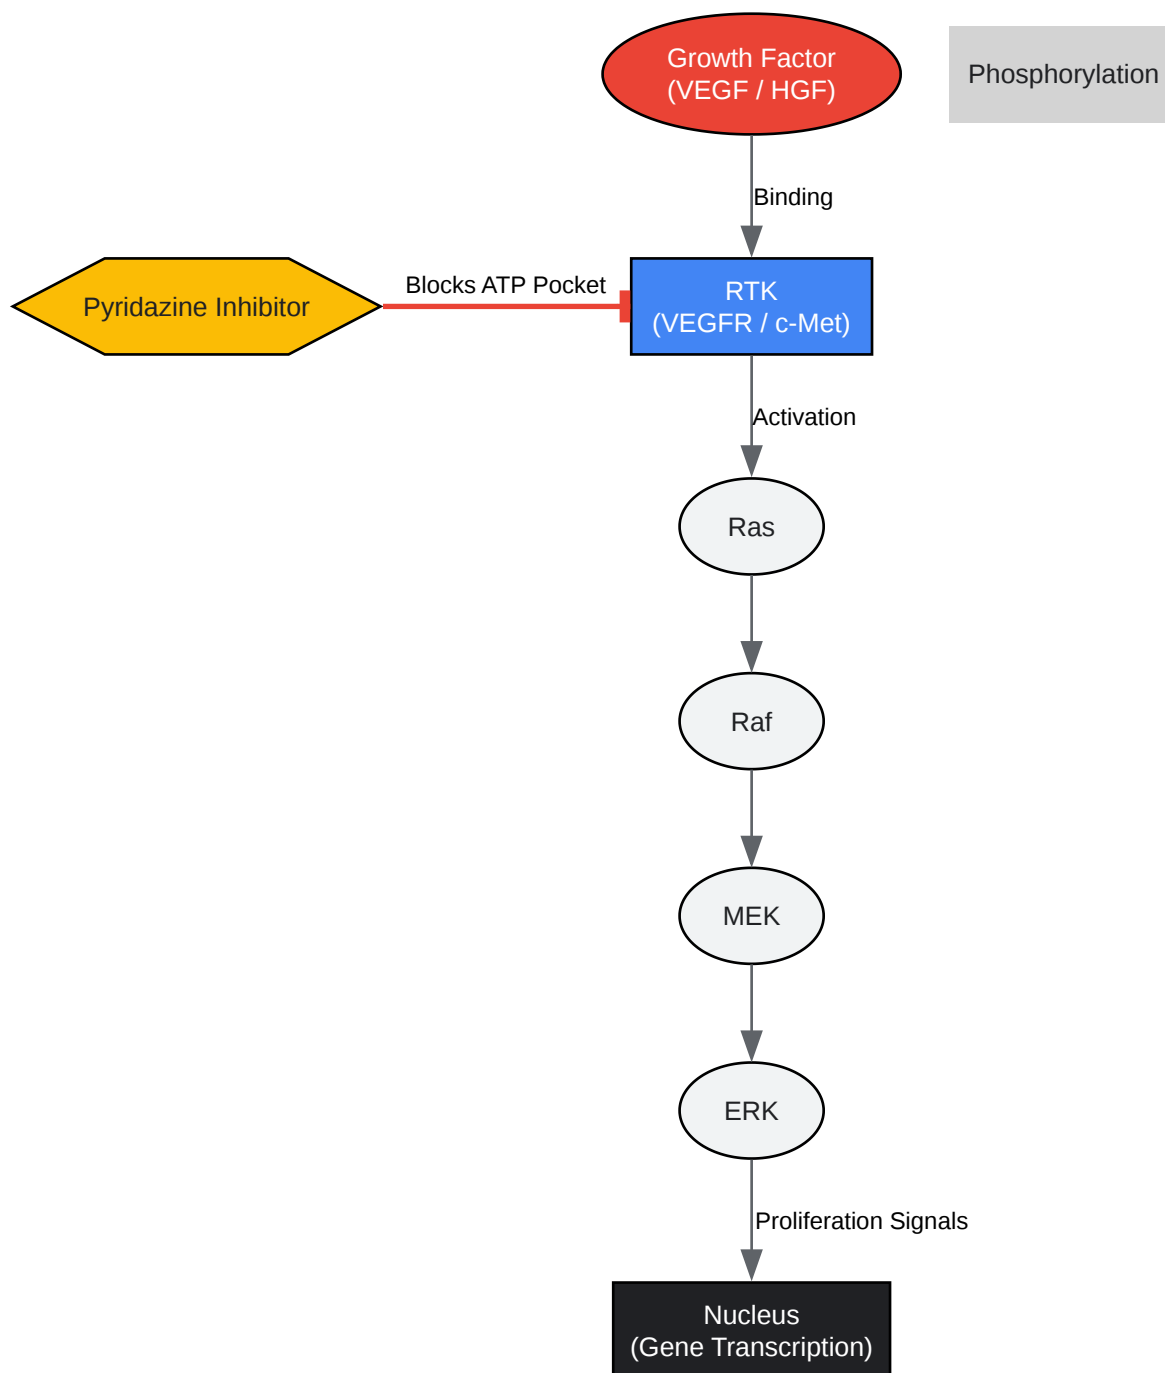 Growth Factor
(VEGF / HGF)
Phosphorylation
Binding
Blocks ATP Pocket
Pyridazine Inhibitor
RTK
(VEGFR / c-Met)
Activation
Ras
Raf
MEK
ERK
Proliferation Signals
Nucleus
(Gene Transcription)